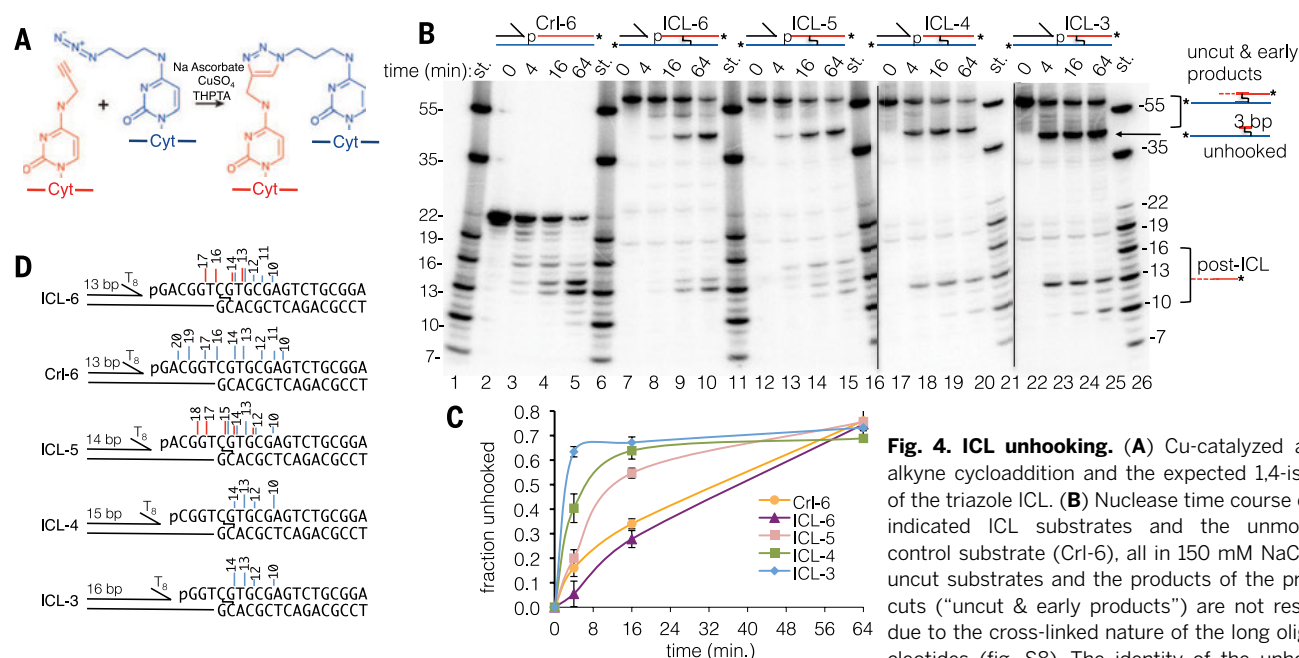 A
N⁻
N⁺
N
N
O
N
N
—Cyt—
+
N
O
N
—Cyt—
Na Ascorbate
CuSO₄
THPTA
N=N
N
N
N
O
N
—Cyt—
N
N
O
N
—Cyt—
B
Crl-6 ICL-6 ICL-5 ICL-4 ICL-3
p * p * p * p * p *
time (min): st. 0 4 16 64 st. 0 4 16 64 st. 0 4 16 64 st. 0 4 16 64 st. 0 4 16 64 st.
55-
35-
22-
19-
16-
13-
10-
7-
-55
-35
-22
-19
-16
-13
-10
-7
uncut & early
products
3 bp
unhooked
post-ICL
1 2 3 4 5 6 7 8 9 10 11 12 13 14 15 16 17 18 19 20 21 22 23 24 25 26
D
17 16 14 13 12 11 10
13 bp T₈
pGACGGTCGTGCGAGTCTGCGGA
ICL-6
GCACGCTCAGACGCCT
20 19 17 16 14 13 12 11 10
13 bp T₈
pGACGGTCGTGCGAGTCTGCGGA
Crl-6
GCACGCTCAGACGCCT
18 17 15 14 13 12 10
14 bp T₈
pACGGTCGTGCGAGTCTGCGGA
ICL-5
GCACGCTCAGACGCCT
14 13 12 10
15 bp T₈
pCGGTCGTGCGAGTCTGCGGA
ICL-4
GCACGCTCAGACGCCT
14 13 12 10
16 bp T₈
pGGTCGTGCGAGTCTGCGGA
ICL-3
GCACGCTCAGACGCCT
C
fraction unhooked
0.8
0.7
0.6
0.5
0.4
0.3
0.2
0.1
0.0
0 8 16 24 32 40 48 56 64
time (min.)
Crl-6
ICL-6
ICL-5
ICL-4
ICL-3
Fig. 4. ICL unhooking. (A) Cu-catalyzed
alkyne cycloaddition and the expected 1,4-is
of the triazole ICL. (B) Nuclease time course
indicated ICL substrates and the unmo
control substrate (Crl-6), all in 150 mM NaC
uncut substrates and the products of the pr
cuts (“uncut & early products”) are not res
due to the cross-linked nature of the long olig
cleotides (fig. S8). The identity of the unho